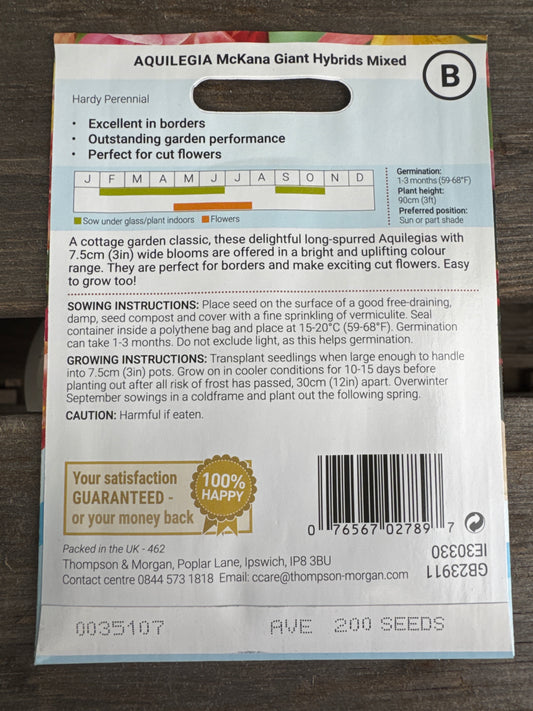 AQUILEGIA McKana Giant Hybrids Mixed
B
Hardy Perennial
• Excellent in borders
• Outstanding garden performance
• Perfect for cut flowers
J F M A M J J A S O N D
Sow under glass/plant indoors Flowers
Germination:
1-3 months (59-68°F)
Plant height:
90cm (3ft)
Preferred position:
Sun or part shade
A cottage garden classic, these delightful long-spurred Aquilegias with
7.5cm (3in) wide blooms are offered in a bright and uplifting colour
range. They are perfect for borders and make exciting cut flowers. Easy
to grow too!
SOWING INSTRUCTIONS: Place seed on the surface of a good free-draining,
damp, seed compost and cover with a fine sprinkling of vermiculite. Seal
container inside a polythene bag and place at 15-20°C (59-68°F). Germination
can take 1-3 months. Do not exclude light, as this helps germination.
GROWING INSTRUCTIONS: Transplant seedlings when large enough to handle
into 7.5cm (3in) pots. Grow on in cooler conditions for 10-15 days before
planting out after all risk of frost has passed, 30cm (12in) apart. Overwinter
September sowings in a coldframe and plant out the following spring.
CAUTION: Harmful if eaten.
Your satisfaction
GUARANTEED -
or your money back
100%
HAPPY
0 76567 02789 7
Packed in the UK - 462
Thompson & Morgan, Poplar Lane, Ipswich, IP8 3BU
Contact centre 0844 573 1818 Email: ccare@thompson-morgan.com
GB23911
IE30330
0035107 AVE 200 SEEDS